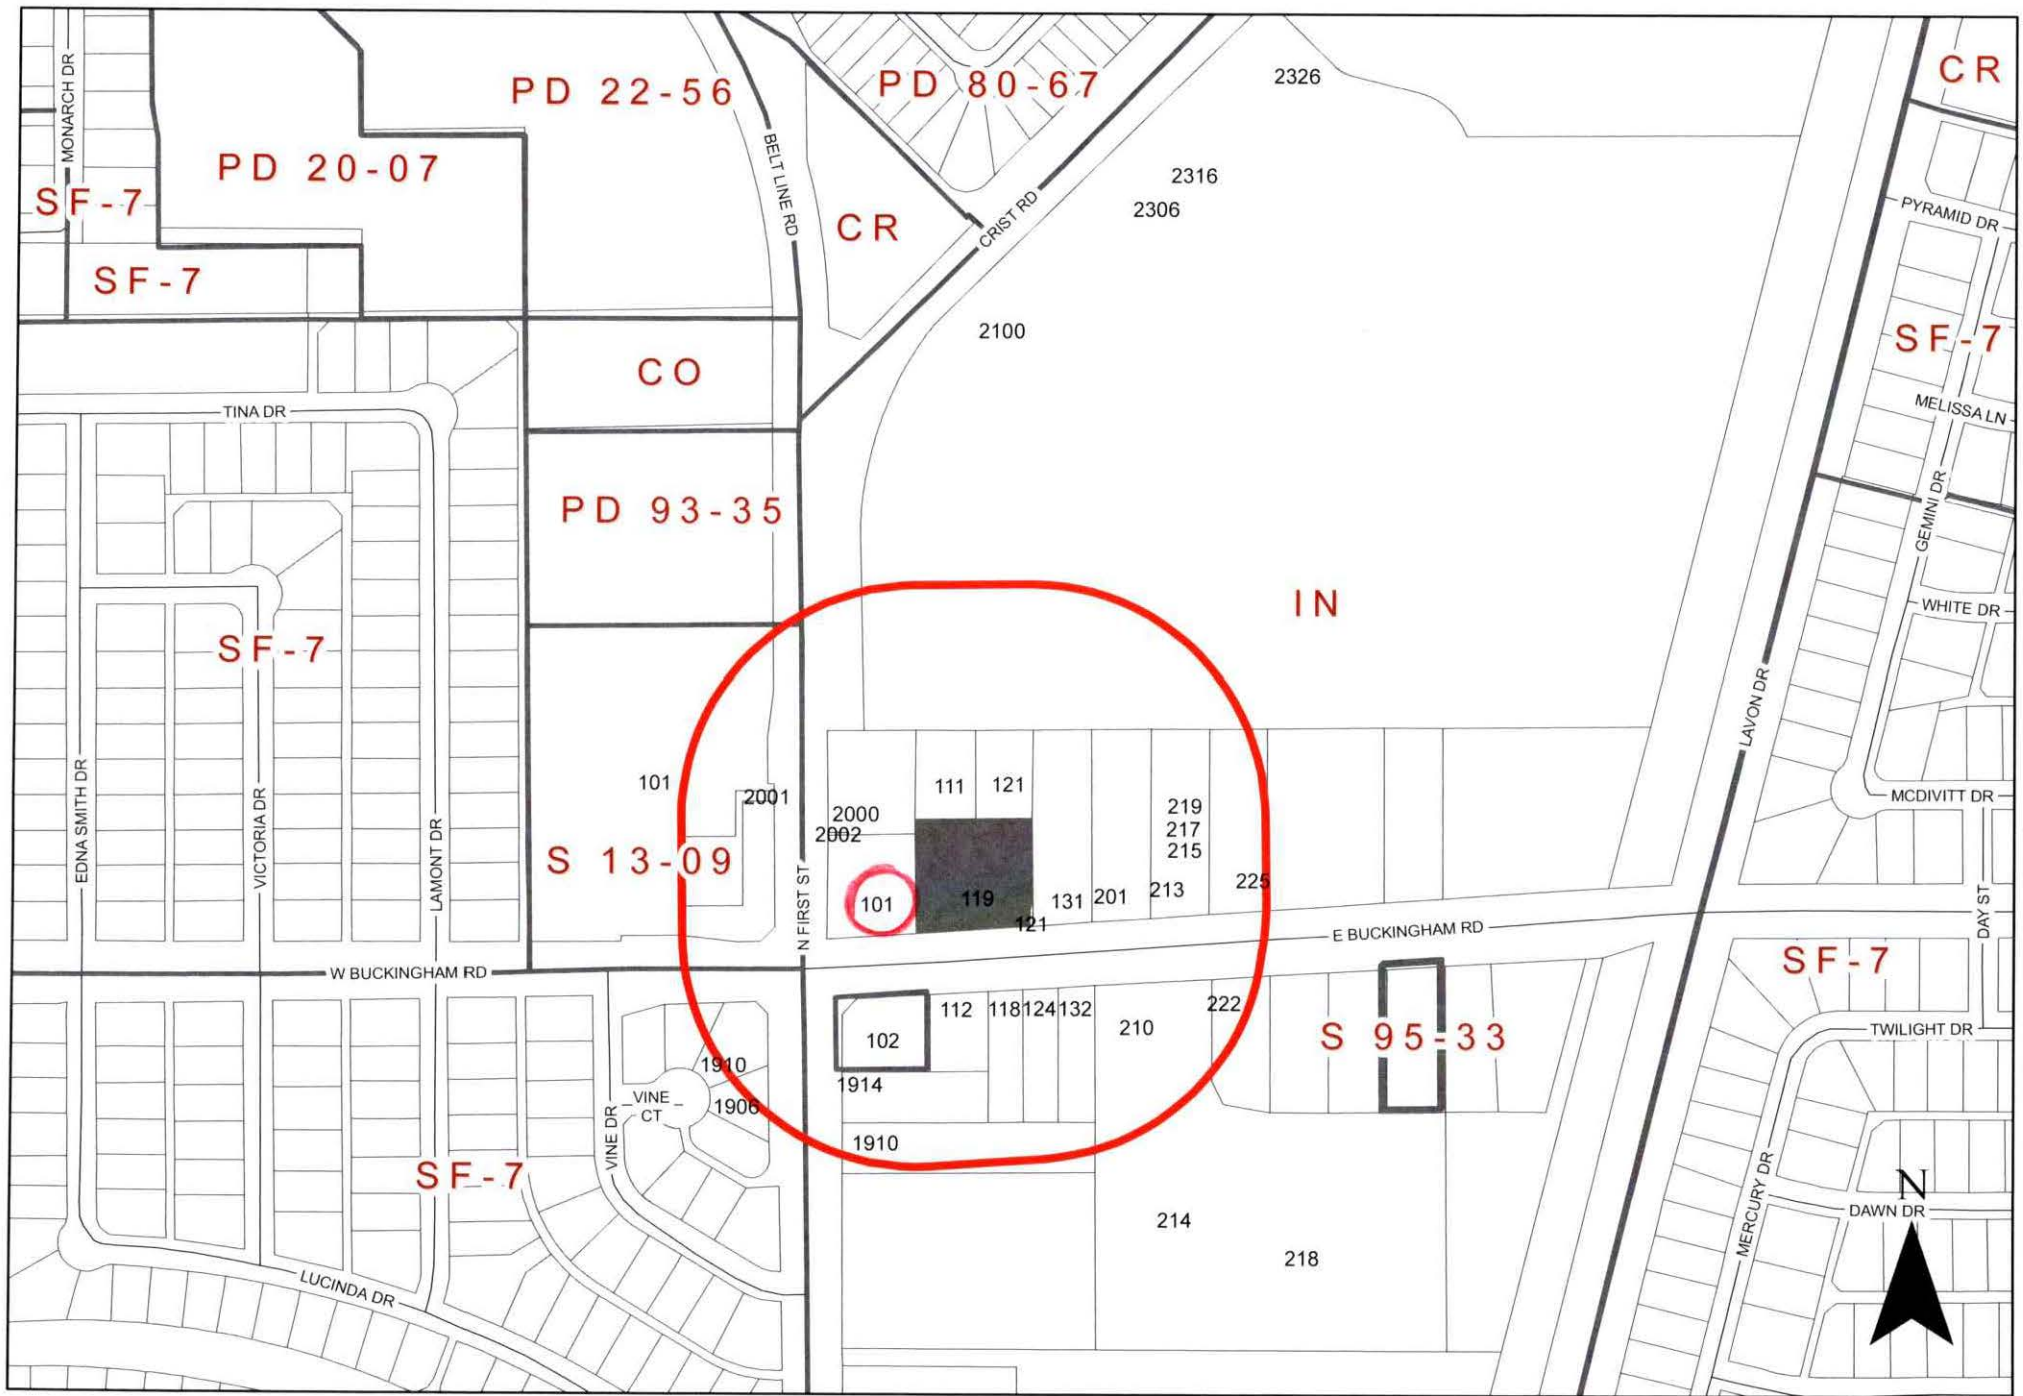 MONARCH DR
PD 22-56
PD 80-67
2326
CR
BELT LINE RD
PD 20-07
2316
SF-7
2306
PYRAMID DR
CR
CRIST RD
SF-7
2100
SF-7
CO
TINA DR
MELISSA LN
PD 93-35
GEMINI DR
IN
WHITE DR
SF-7
LAVON DR
101
111
121
2001
2000
2002
219
217
215
MCDIVITT DR
EDNA SMITH DR
VICTORIA DR
LAMONT DR
S 13-09
N FIRST ST
101
119
121
131
201
213
225
DAY ST
E BUCKINGHAM RD
W BUCKINGHAM RD
SF-7
112
118
124
132
210
222
S 95-33
TWILIGHT DR
102
1910
1914
VINE
CT
1906
VINE DR
1910
SF-7
MERCURY DR
N
DAWN DR
214
218
LUCINDA DR